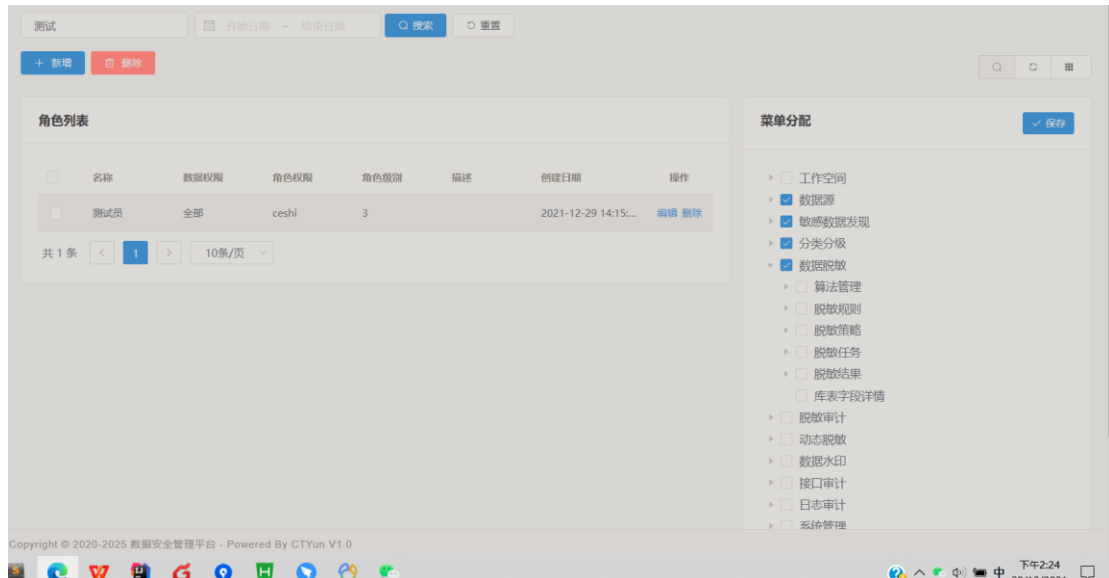 测试 开始日期 ~ 结束日期 搜索 重置
新增 删除
角色列表
名称 数据权限 角色权限 角色级别 描述 创建日期 操作
测试员 全部 ceshi 3 2021-12-29 14:15:... 编辑 删除
共 1 条 1 10条/页
菜单分配 保存
工作空间
数据源
敏感数据发现
分类分级
数据脱敏
算法管理
脱敏规则
脱敏策略
脱敏任务
脱敏结果
库表字段详情
脱敏审计
动态脱敏
数据水印
接口审计
日志审计
系统管理
Copyright © 2020-2025 数据安全管理平台 - Powered By CTYun V1.0
中 下午2:24